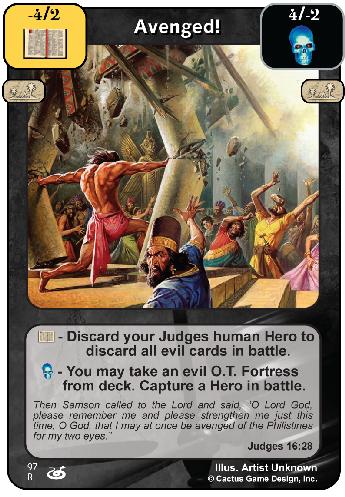 -4/2
Avenged!
4/-2
- Discard your Judges human Hero to
discard all evil cards in battle.
- You may take an evil O.T. Fortress
from deck. Capture a Hero in battle.
Then Samson called to the Lord and said, "O Lord God,
please remember me and please strengthen me just this
time, O God, that I may at once be avenged of the Philistines
for my two eyes."
Judges 16:28
97
R
Illus. Artist Unknown
© Cactus Game Design, Inc.